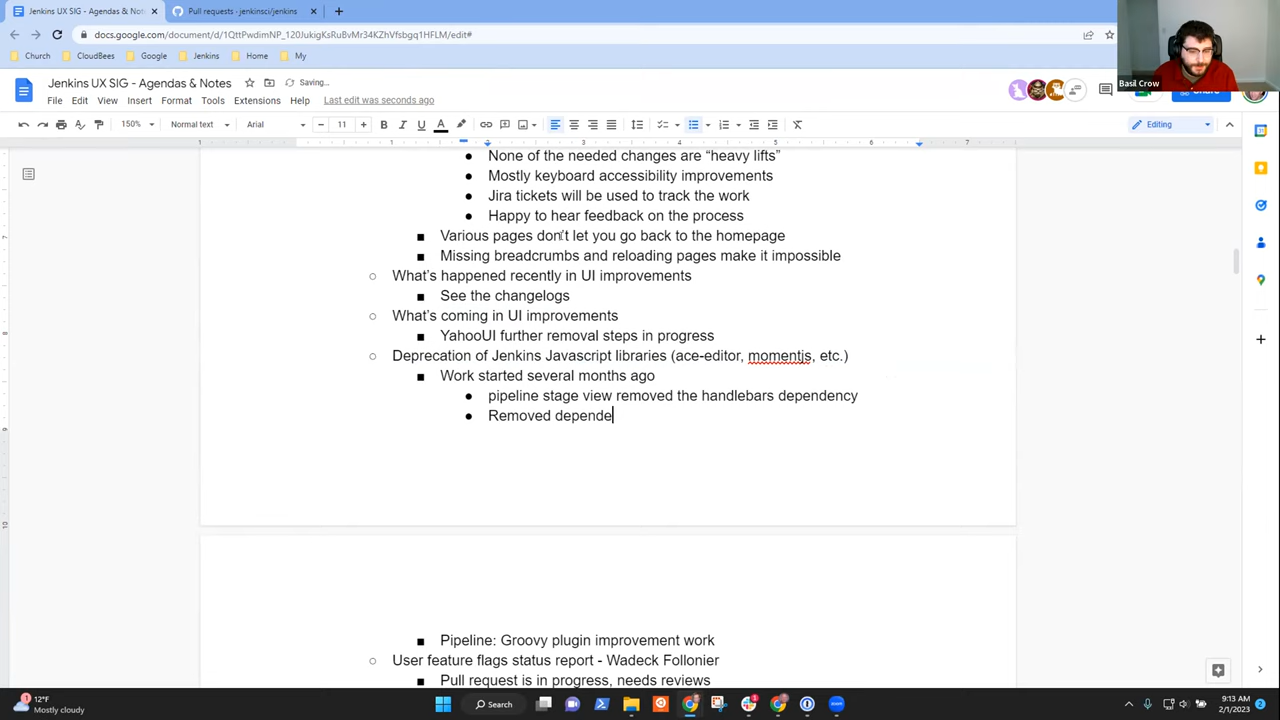 Jenkins UX SIG - Agendas & Not
Pull requests · jenkinsci/jenkins
docs.google.com/document/d/1QttPwdimNP_120JukigKsRuBvMr34KZhVfsbgq1HFLM/edit#
Church
CloudBees
Google
Jenkins
Home
My
Basil Crow
Jenkins UX SIG - Agendas & Notes
Saving...
File Edit View Insert Format Tools Extensions Help Last edit was seconds ago
150% Normal text Arial 11 Editing
None of the needed changes are “heavy lifts”
Mostly keyboard accessibility improvements
Jira tickets will be used to track the work
Happy to hear feedback on the process
Various pages don't let you go back to the homepage
Missing breadcrumbs and reloading pages make it impossible
What’s happened recently in UI improvements
See the changelogs
What’s coming in UI improvements
YahooUI further removal steps in progress
Deprecation of Jenkins Javascript libraries (ace-editor, momentjs, etc.)
Work started several months ago
pipeline stage view removed the handlebars dependency
Removed depende
Pipeline: Groovy plugin improvement work
User feature flags status report - Wadeck Follonier
Pull request is in progress, needs reviews
12°F
Mostly cloudy
Search
9:13 AM
2/1/2023